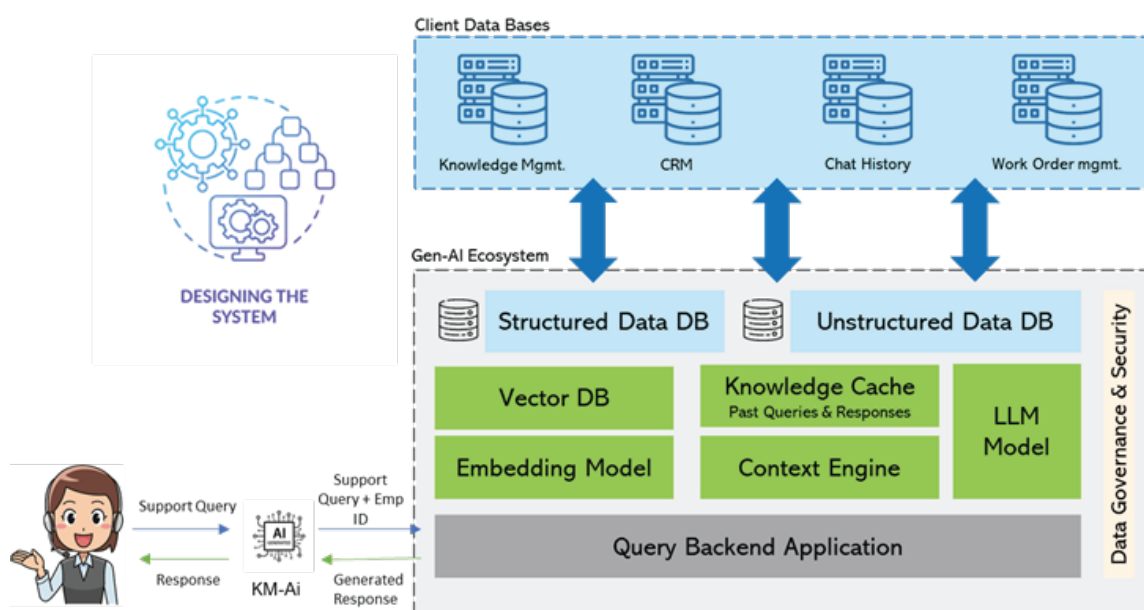 Client Data Bases
Knowledge Mgmt.
CRM
Chat History
Work Order mgmt.
DESIGNING THE
SYSTEM
Gen-AI Ecosystem
Structured Data DB
Unstructured Data DB
Vector DB
Knowledge Cache
Past Queries & Responses
LLM
Model
Embedding Model
Context Engine
Query Backend Application
Data Governance & Security
Support Query
Support
Query + Emp
ID
AI
GENERATED
Response
KM-Ai
Generated
Response